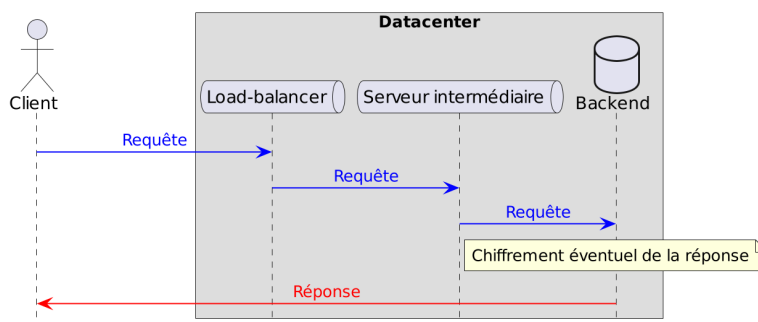 Datacenter
Client
Load-balancer
Serveur intermédiaire
Backend
Requête
Requête
Requête
Chiffrement éventuel de la réponse
Réponse